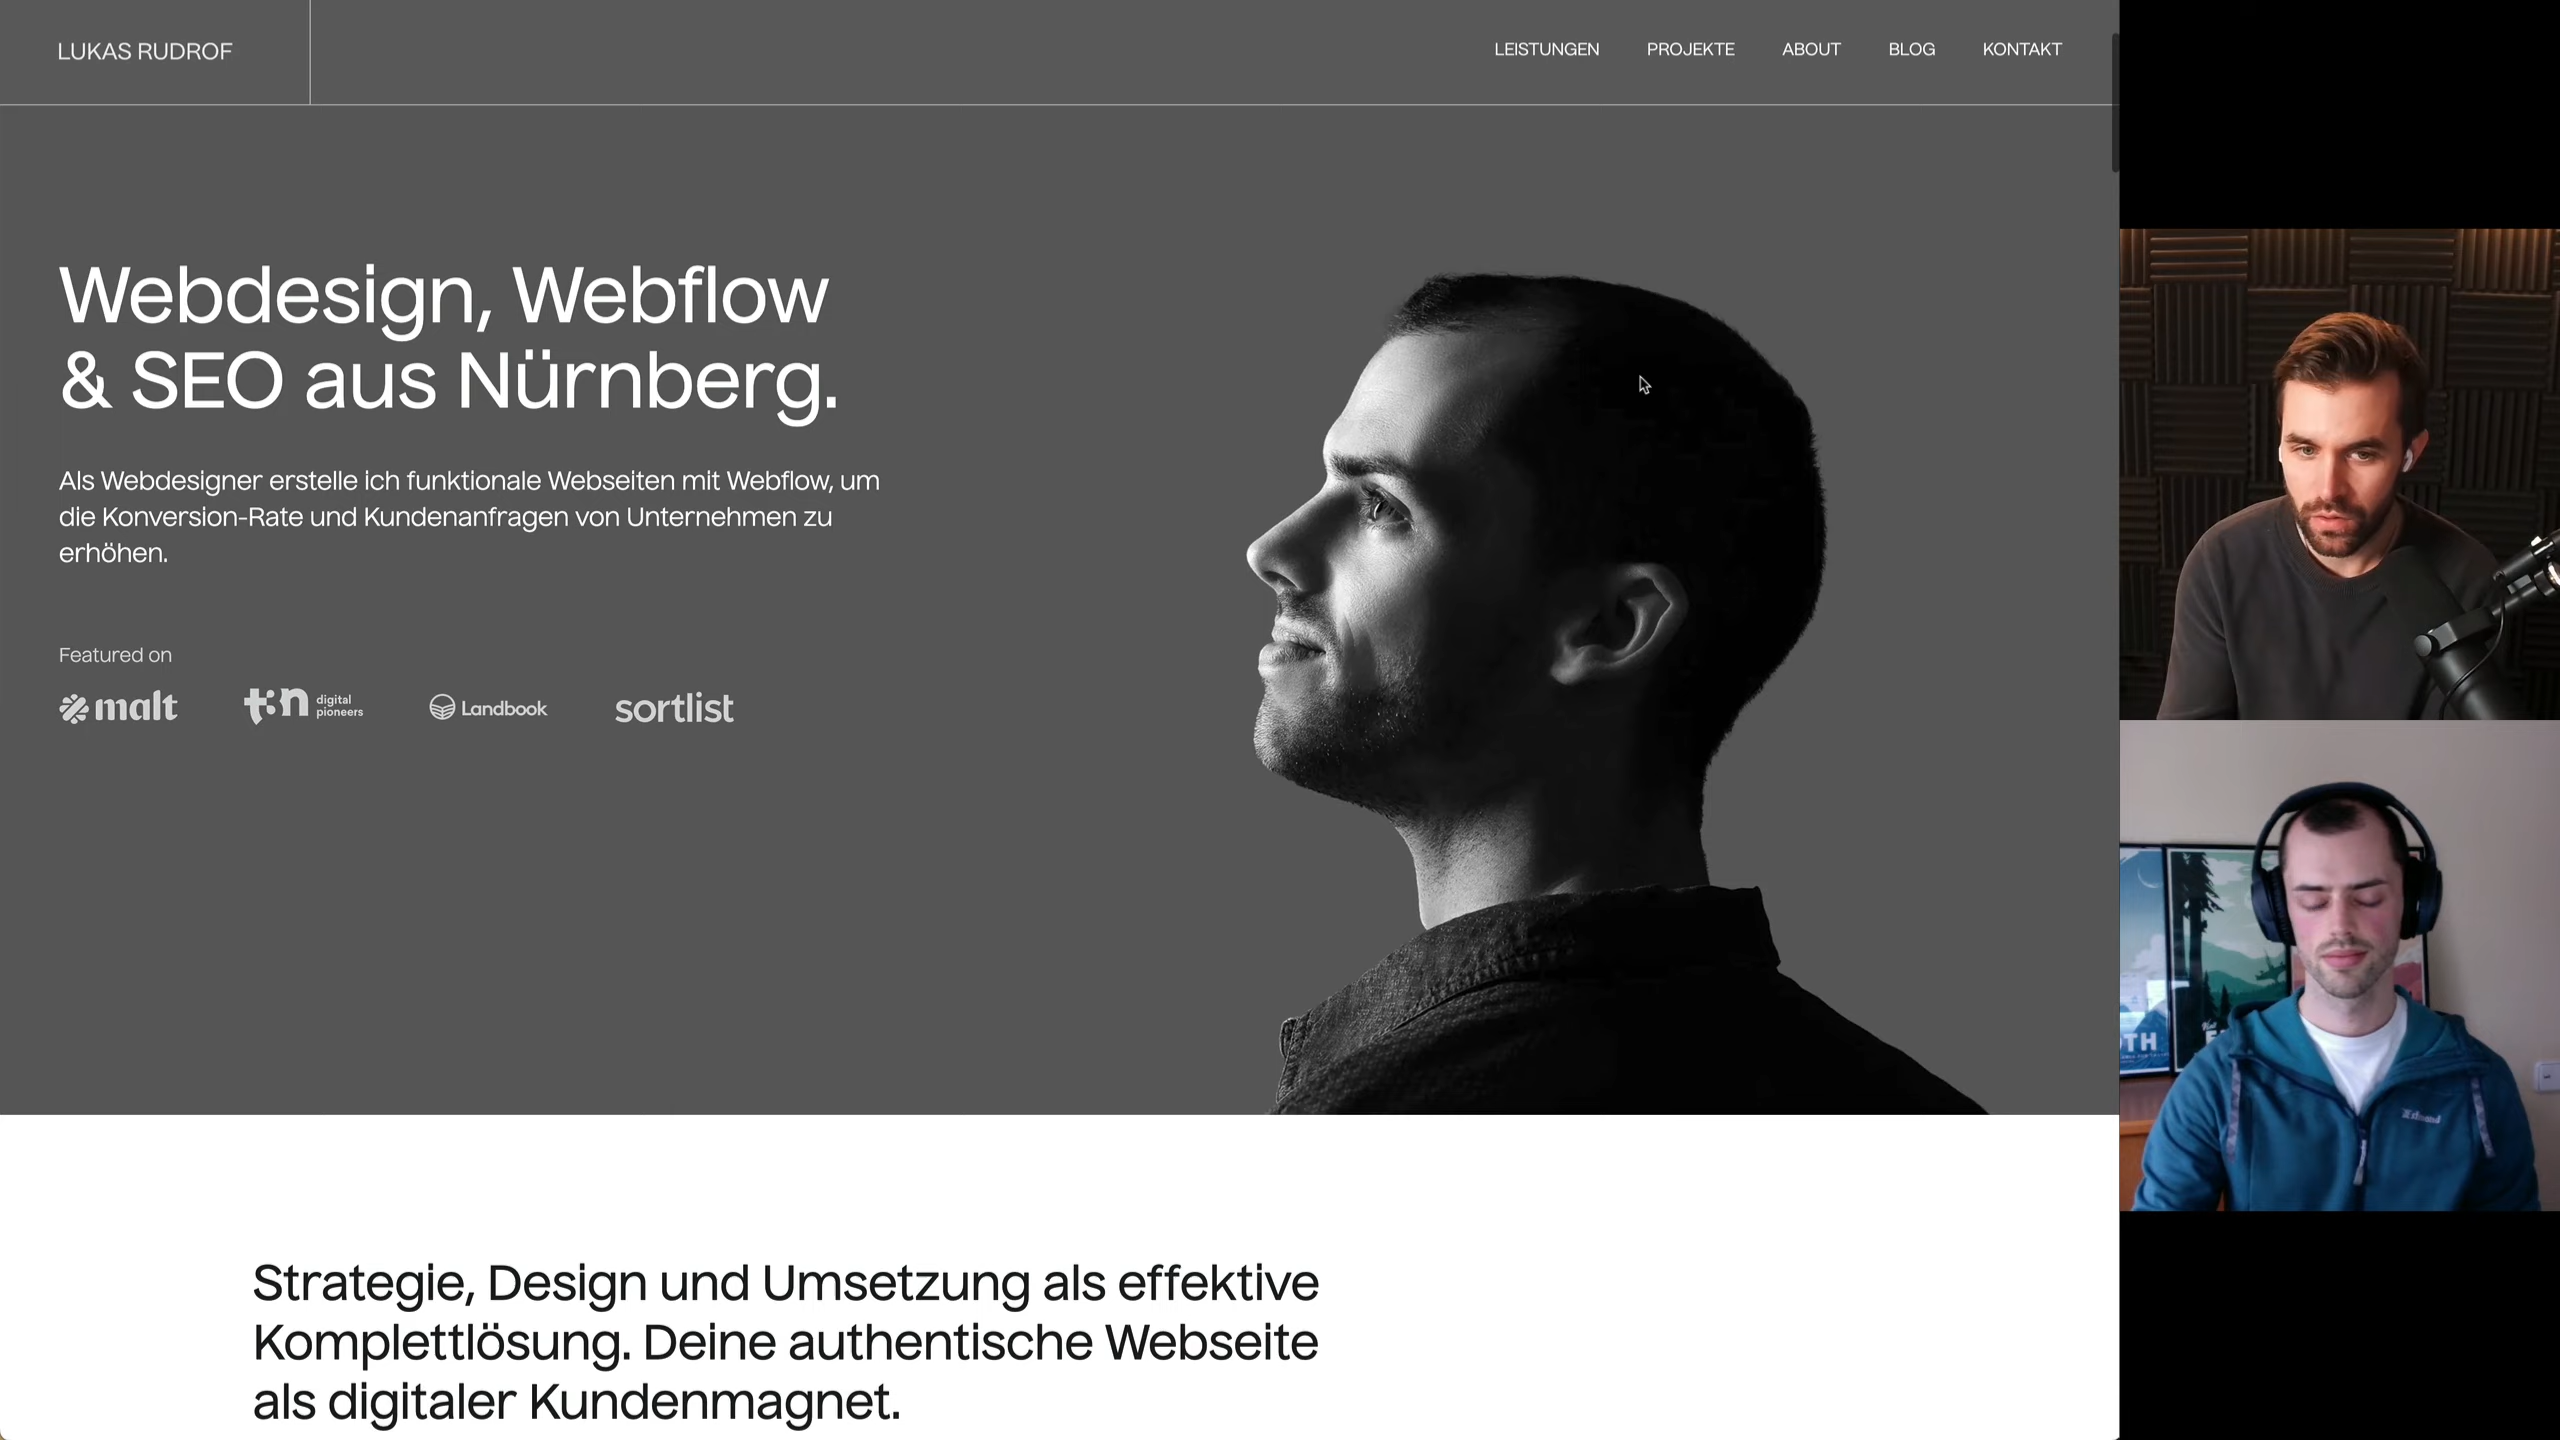 LUKAS RUDROF
LEISTUNGEN PROJEKTE ABOUT BLOG KONTAKT
Webdesign, Webflow
& SEO aus Nürnberg.
Als Webdesigner erstelle ich funktionale Webseiten mit Webflow, um
die Konversion-Rate und Kundenanfragen von Unternehmen zu
erhöhen.
Featured on
malt
t3n digital pioneers
Landbook
sortlist
Strategie, Design und Umsetzung als effektive
Komplettlösung. Deine authentische Webseite
als digitaler Kundenmagnet.